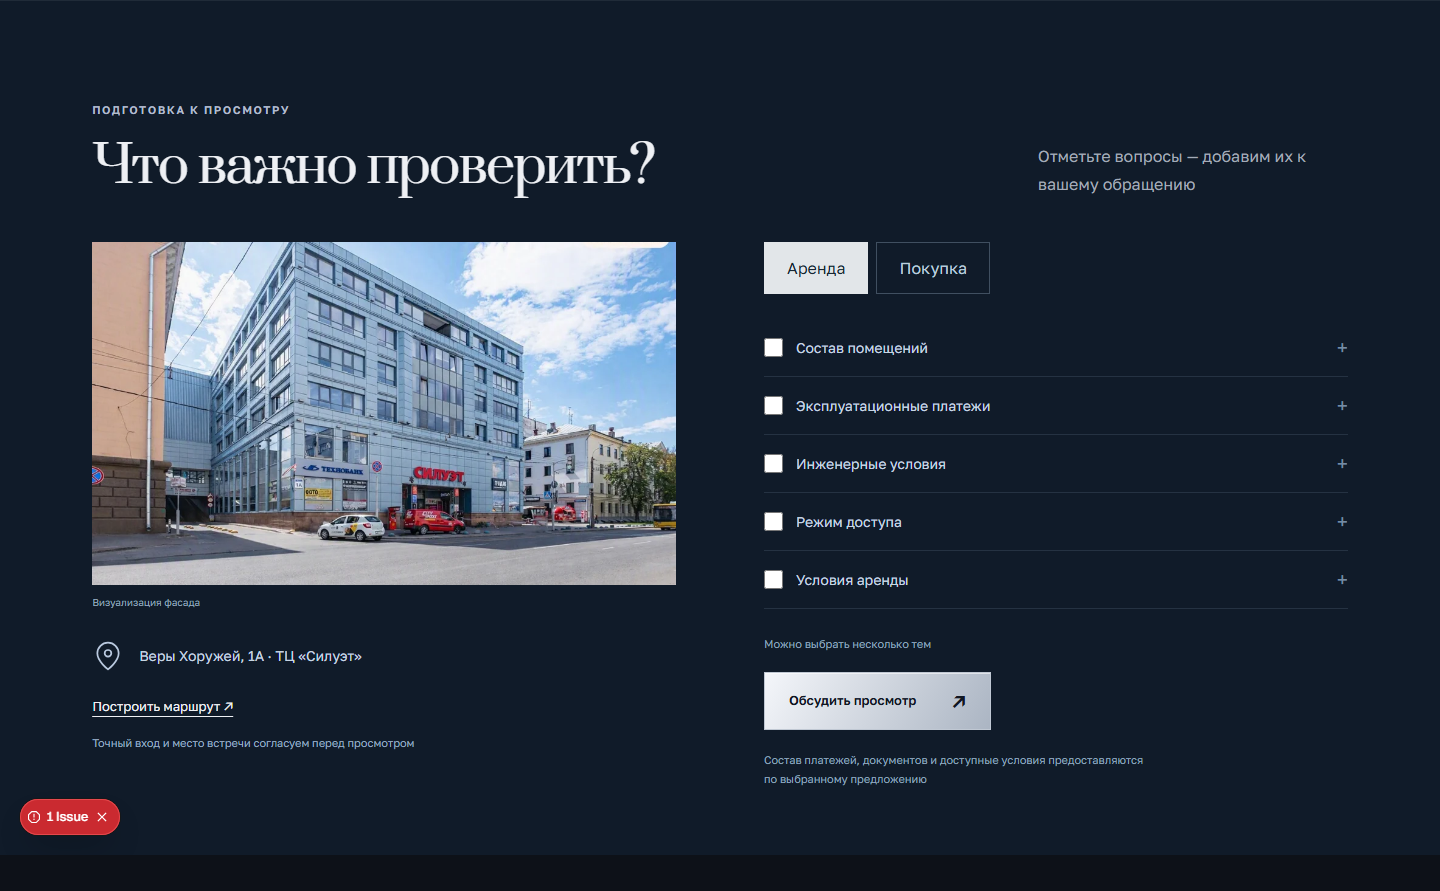 ПОДГОТОВКА К ПРОСМОТРУ
Что важно проверить?
Отметьте вопросы — добавим их к
вашему обращению
ТЕХНОБАНК
СИЛУЭТ
Аренда
Покупка
Состав помещений
+
Эксплуатационные платежи
+
Инженерные условия
+
Режим доступа
+
Условия аренды
+
Визуализация фасада
Веры Хоружей, 1А · ТЦ «Силуэт»
Построить маршрут ↗
Точный вход и место встречи согласуем перед просмотром
Можно выбрать несколько тем
Обсудить просмотр ↗
Состав платежей, документов и доступные условия предоставляются
по выбранному предложению
1 Issue ×